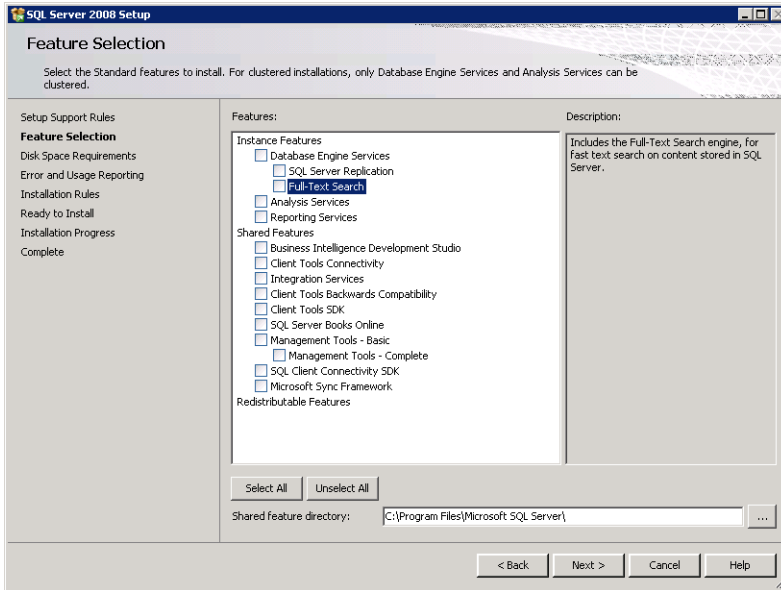 SQL Server 2008 Setup
Feature Selection
Select the Standard features to install. For clustered installations, only Database Engine Services and Analysis Services can be
clustered.
Setup Support Rules
Feature Selection
Disk Space Requirements
Error and Usage Reporting
Installation Rules
Ready to Install
Installation Progress
Complete
Features:
Instance Features
Database Engine Services
SQL Server Replication
Full-Text Search
Analysis Services
Reporting Services
Shared Features
Business Intelligence Development Studio
Client Tools Connectivity
Integration Services
Client Tools Backwards Compatibility
Client Tools SDK
SQL Server Books Online
Management Tools - Basic
Management Tools - Complete
SQL Client Connectivity SDK
Microsoft Sync Framework
Redistributable Features
Description:
Includes the Full-Text Search engine, for
fast text search on content stored in SQL
Server.
Select All
Unselect All
Shared feature directory:
C:\Program Files\Microsoft SQL Server\
...
< Back
Next >
Cancel
Help